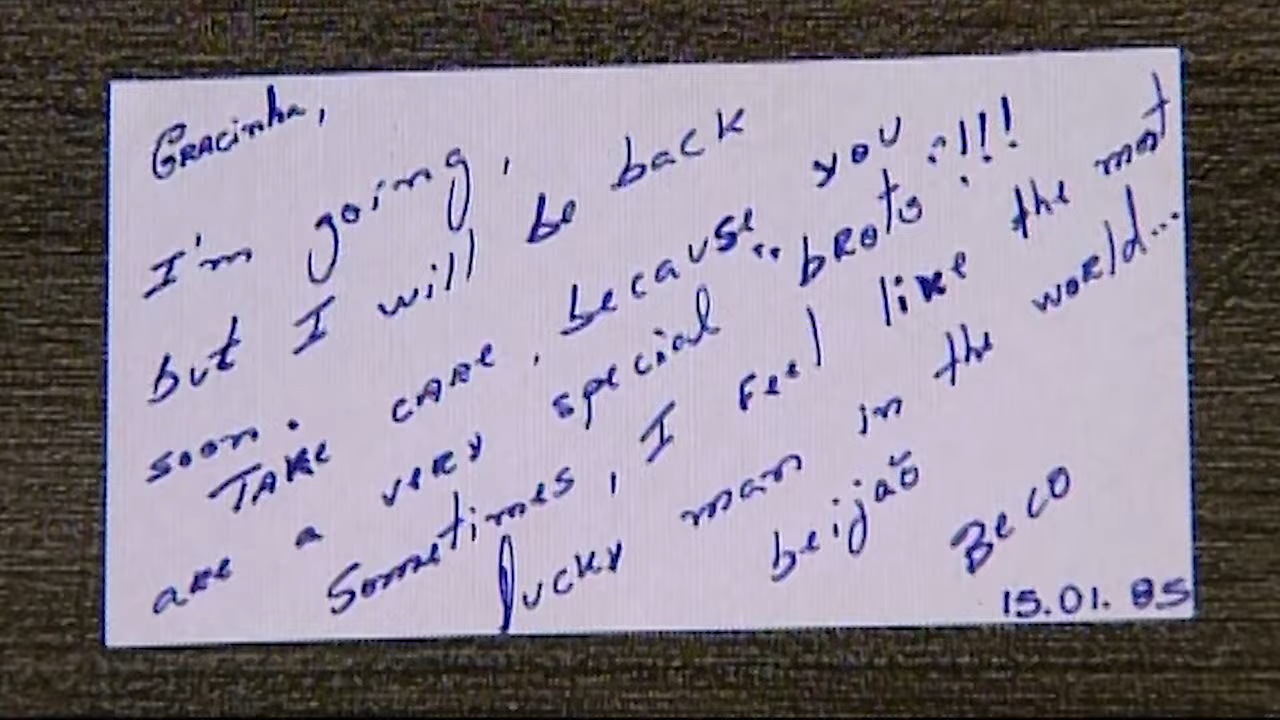 Gracinha,
I'm going,
but I will be back
soon.
Take care, because you
are a very special "broto"!!!
Sometimes, I feel like the most
lucky man in the world...
beijão
Beco
15.01.85